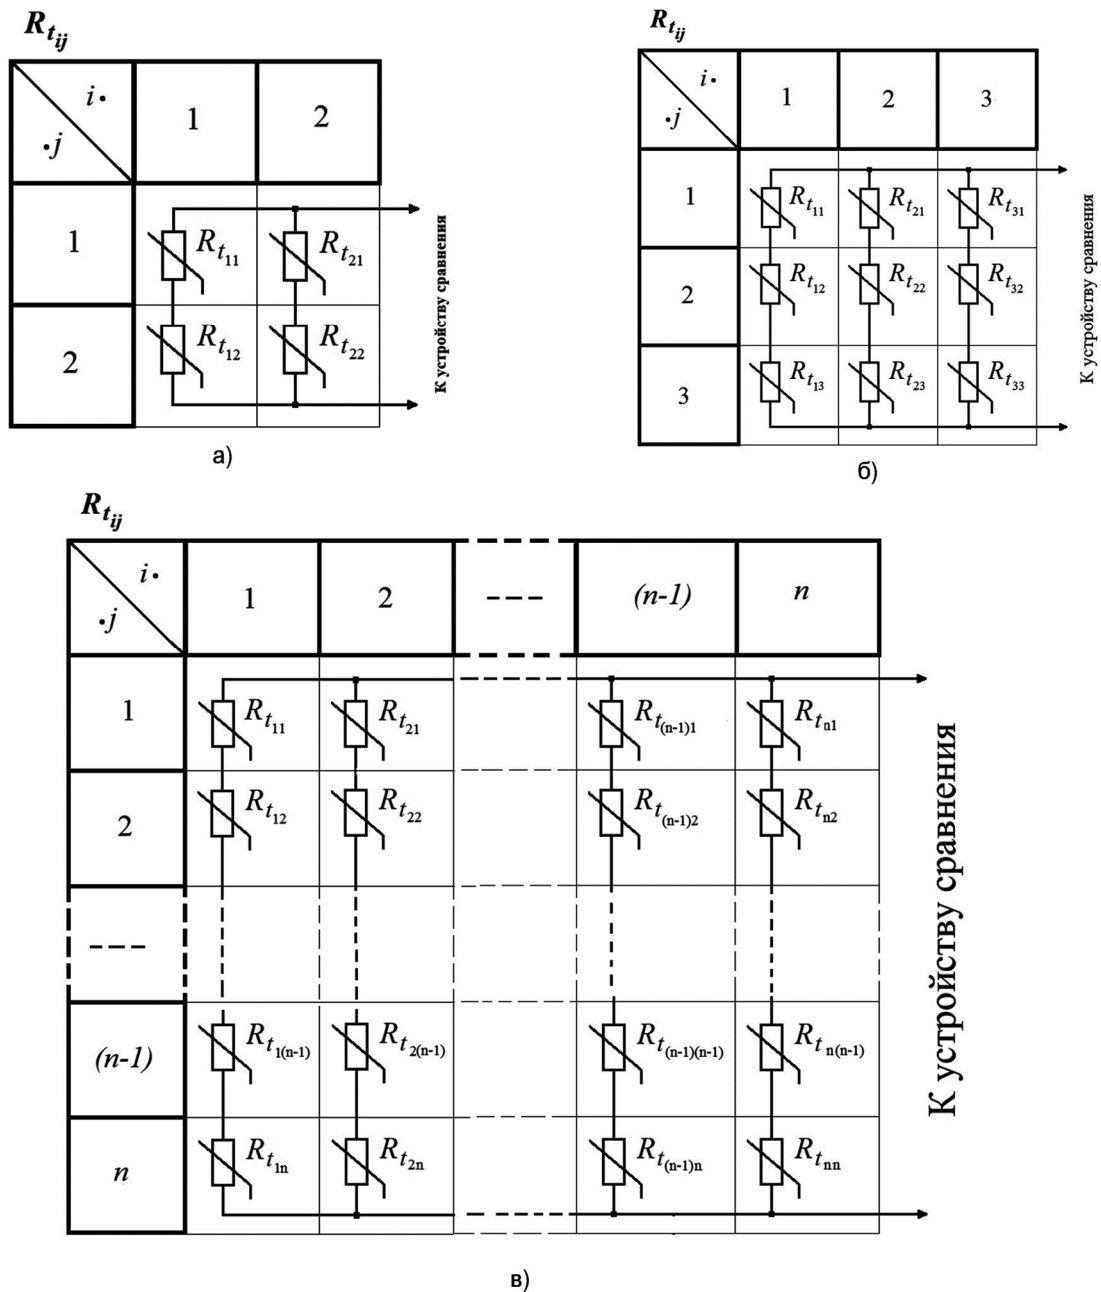 R_{t_{ij}}
i•
•j
1 2
1 R_{t_{11}} R_{t_{21}}
2 R_{t_{12}} R_{t_{22}}
К устройству сравнения
а)
R_{t_{ij}}
i•
•j
1 2 3
1 R_{t_{11}} R_{t_{21}} R_{t_{31}}
2 R_{t_{12}} R_{t_{22}} R_{t_{32}}
3 R_{t_{13}} R_{t_{23}} R_{t_{33}}
К устройству сравнения
б)
R_{t_{ij}}
i•
•j
1 2 --- (n-1) n
1 R_{t_{11}} R_{t_{21}} R_{t_{(n-1)1}} R_{t_{n1}}
2 R_{t_{12}} R_{t_{22}} R_{t_{(n-1)2}} R_{t_{n2}}
---
(n-1) R_{t_{1(n-1)}} R_{t_{2(n-1)}} R_{t_{(n-1)(n-1)}} R_{t_{n(n-1)}}
n R_{t_{1n}} R_{t_{2n}} R_{t_{(n-1)n}} R_{t_{nn}}
К устройству сравнения
в)